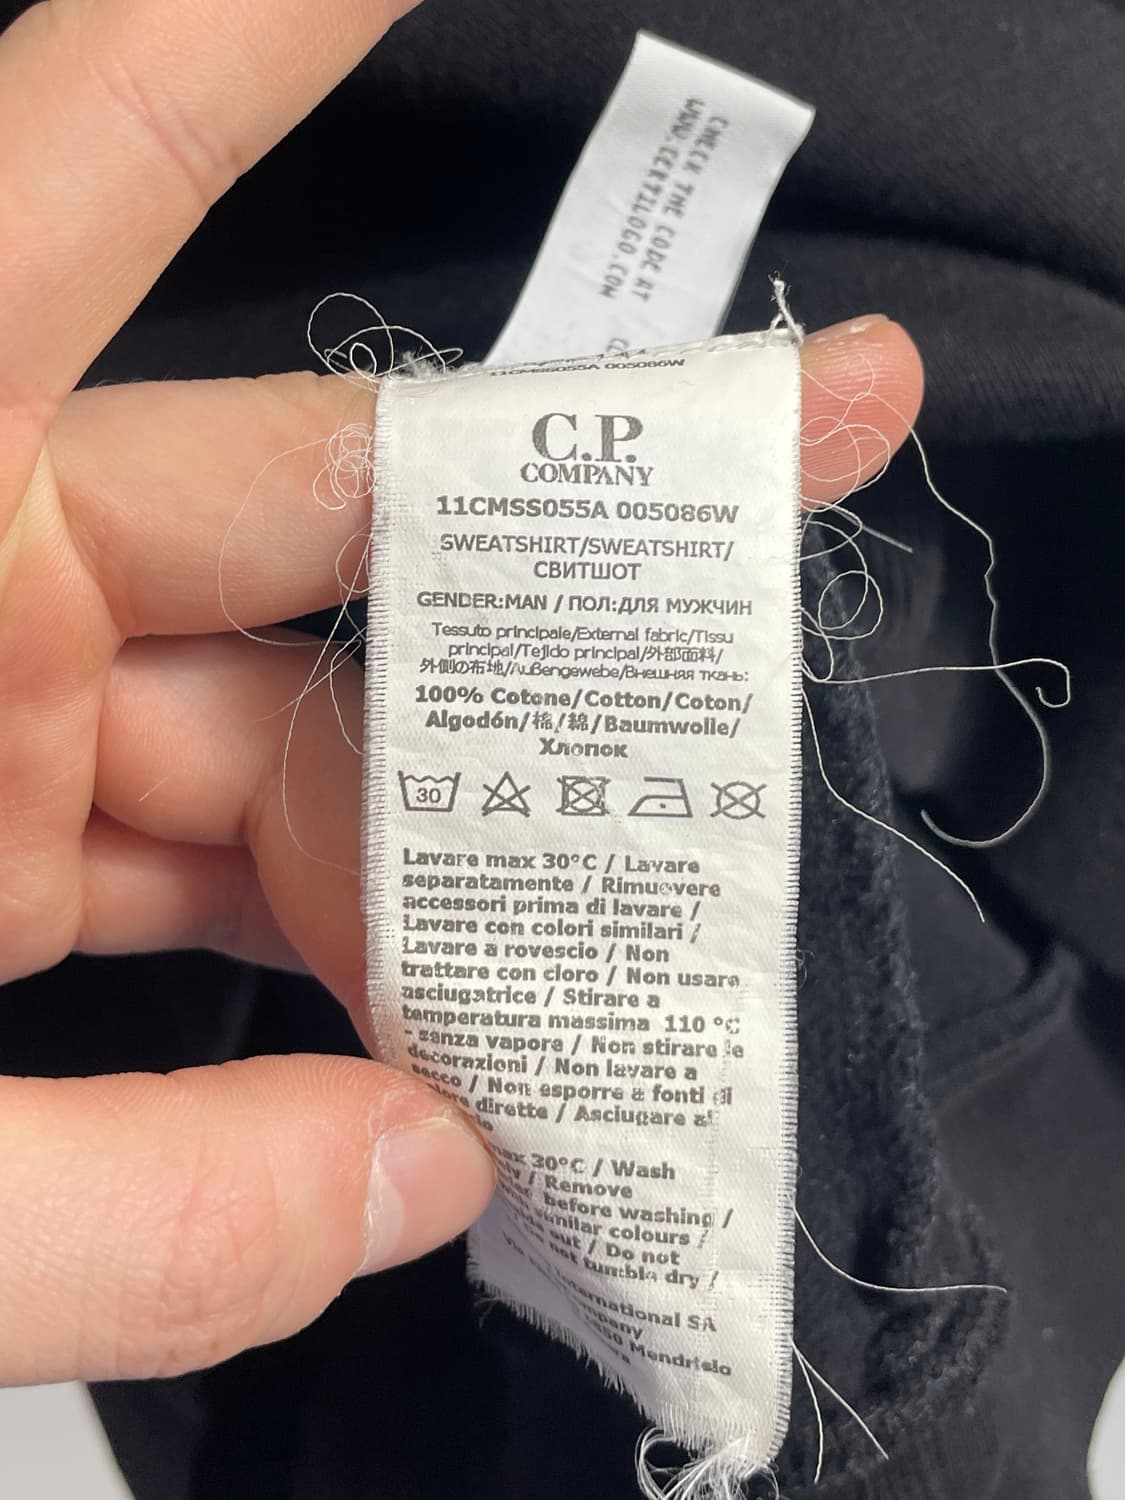 CHECK THE CODE AT
WWW.CERTILOGO.COM
11CMSS055A 005086W
C.P.
COMPANY
11CMSS055A 005086W
SWEATSHIRT/SWEATSHIRT/
СВИТШОТ
GENDER:MAN / ПОЛ:ДЛЯ МУЖЧИН
Tessuto principale/External fabric/Tissu
principal/Tejido principal/外部面料/
外側の布地/Außengewebe/Внешняя ткань:
100% Cotone/Cotton/Coton/
Algodón/棉/綿/Baumwolle/
Хлопок
30
Lavare max 30°C / Lavare
separatamente / Rimuovere
accessori prima di lavare /
Lavare con colori similari /
Lavare a rovescio / Non
trattare con cloro / Non usare
asciugatrice / Stirare a
temperatura massima 110 °C
- senza vapore / Non stirare le
decorazioni / Non lavare a
secco / Non esporre a fonti di
dirette / Asciugare
30°C / Wash
/ Remove
before washing /
similar colours /
out / Do not
not tumble dry /
International SA
Mendrisio